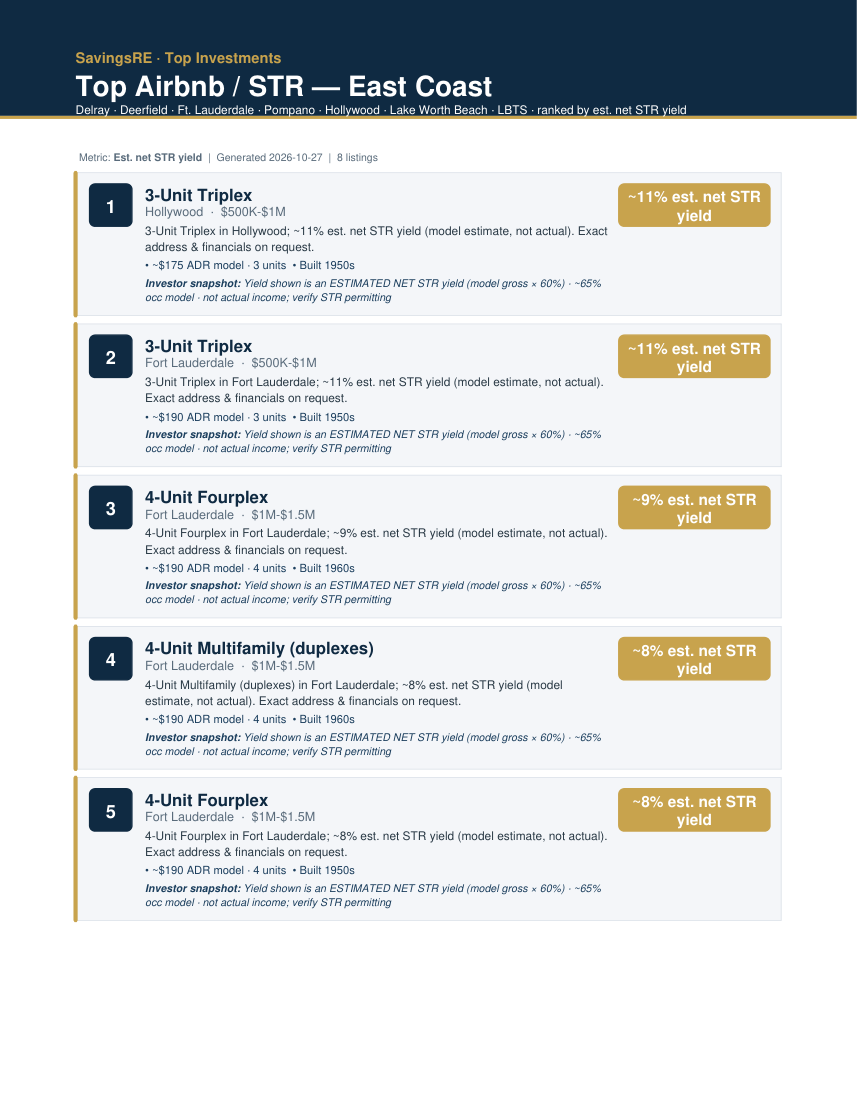 SavingsRE · Top Investments
Top Airbnb / STR — East Coast
Delray · Deerfield · Ft. Lauderdale · Pompano · Hollywood · Lake Worth Beach · LBTS · ranked by est. net STR yield
Metric: Est. net STR yield | Generated 2026-10-27 | 8 listings
1
3-Unit Triplex
Hollywood · $500K-$1M
3-Unit Triplex in Hollywood; ~11% est. net STR yield (model estimate, not actual). Exact
address & financials on request.
• ~$175 ADR model · 3 units • Built 1950s
Investor snapshot: Yield shown is an ESTIMATED NET STR yield (model gross × 60%) · ~65%
occ model · not actual income; verify STR permitting
~11% est. net STR
yield
2
3-Unit Triplex
Fort Lauderdale · $500K-$1M
3-Unit Triplex in Fort Lauderdale; ~11% est. net STR yield (model estimate, not actual).
Exact address & financials on request.
• ~$190 ADR model · 3 units • Built 1950s
Investor snapshot: Yield shown is an ESTIMATED NET STR yield (model gross × 60%) · ~65%
occ model · not actual income; verify STR permitting
~11% est. net STR
yield
3
4-Unit Fourplex
Fort Lauderdale · $1M-$1.5M
4-Unit Fourplex in Fort Lauderdale; ~9% est. net STR yield (model estimate, not actual).
Exact address & financials on request.
• ~$190 ADR model · 4 units • Built 1960s
Investor snapshot: Yield shown is an ESTIMATED NET STR yield (model gross × 60%) · ~65%
occ model · not actual income; verify STR permitting
~9% est. net STR
yield
4
4-Unit Multifamily (duplexes)
Fort Lauderdale · $1M-$1.5M
4-Unit Multifamily (duplexes) in Fort Lauderdale; ~8% est. net STR yield (model
estimate, not actual). Exact address & financials on request.
• ~$190 ADR model · 4 units • Built 1960s
Investor snapshot: Yield shown is an ESTIMATED NET STR yield (model gross × 60%) · ~65%
occ model · not actual income; verify STR permitting
~8% est. net STR
yield
5
4-Unit Fourplex
Fort Lauderdale · $1M-$1.5M
4-Unit Fourplex in Fort Lauderdale; ~8% est. net STR yield (model estimate, not actual).
Exact address & financials on request.
• ~$190 ADR model · 4 units • Built 1950s
Investor snapshot: Yield shown is an ESTIMATED NET STR yield (model gross × 60%) · ~65%
occ model · not actual income; verify STR permitting
~8% est. net STR
yield